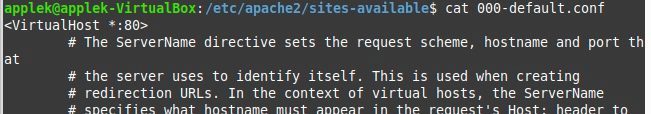 applek@applek-VirtualBox:/etc/apache2/sites-available$ cat 000-default.conf
<VirtualHost *:80>
# The ServerName directive sets the request scheme, hostname and port th
at
# the server uses to identify itself. This is used when creating
# redirection URLs. In the context of virtual hosts, the ServerName
# specifies what hostname must appear in the request's Host: header to